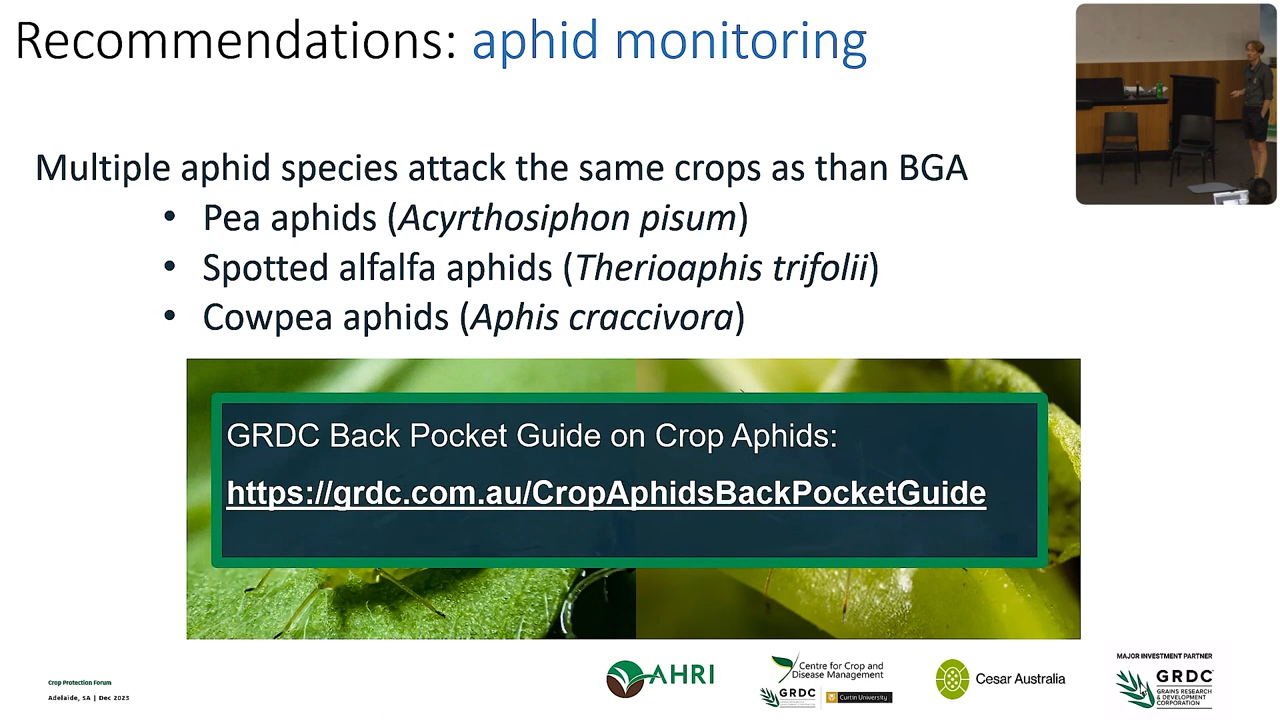 Recommendations: aphid monitoring
Multiple aphid species attack the same crops as than BGA
• Pea aphids (Acyrthosiphon pisum)
• Spotted alfalfa aphids (Therioaphis trifolii)
• Cowpea aphids (Aphis craccivora)
GRDC Back Pocket Guide on Crop Aphids:
https://grdc.com.au/CropAphidsBackPocketGuide
Crop Protection Forum
Adelaide, SA | Dec 2023
AHRI
Centre for Crop and
Disease Management
GRDC
Curtin University
Cesar Australia
MAJOR INVESTMENT PARTNER
GRDC
GRAINS RESEARCH
& DEVELOPMENT
CORPORATION